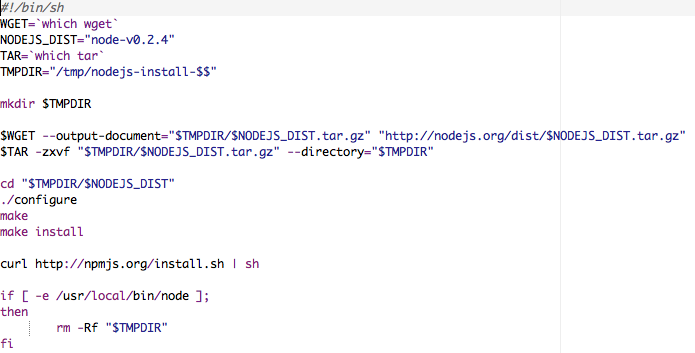 #!/bin/sh
WGET=`which wget`
NODEJS_DIST="node-v0.2.4"
TAR=`which tar`
TMPDIR="/tmp/nodejs-install-$$"
mkdir $TMPDIR
$WGET --output-document="$TMPDIR/$NODEJS_DIST.tar.gz" "http://nodejs.org/dist/$NODEJS_DIST.tar.gz"
$TAR -zxvf "$TMPDIR/$NODEJS_DIST.tar.gz" --directory="$TMPDIR"
cd "$TMPDIR/$NODEJS_DIST"
./configure
make
make install
curl http://npmjs.org/install.sh | sh
if [ -e /usr/local/bin/node ];
then
rm -Rf "$TMPDIR"
fi